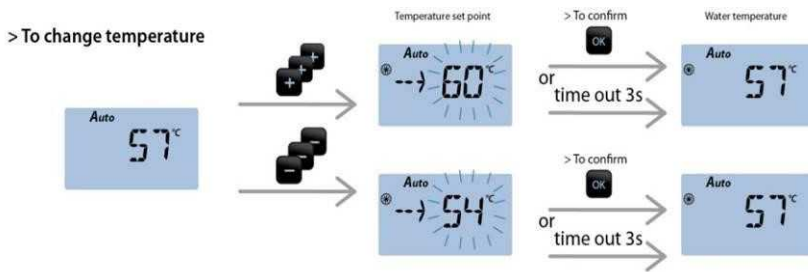 Temperature set point
> To confirm
Water temperature
> To change temperature
OK
Auto
60°C
or
time out 3s
Auto
57°C
+ + +
Auto
57°C
- - -
> To confirm
OK
Auto
54°C
or
time out 3s
Auto
57°C